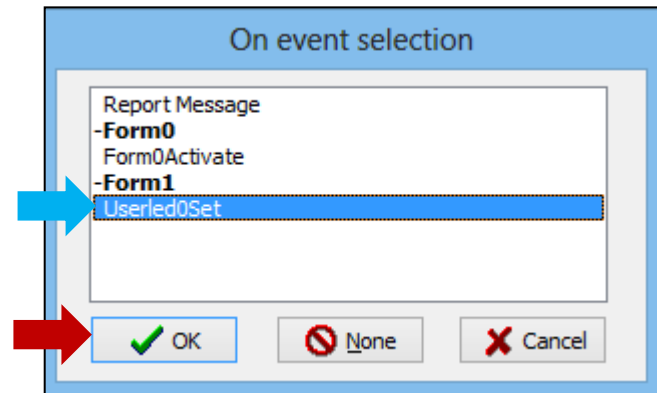 On event selection
Report Message
-Form0
Form0Activate
-Form1
Userled0Set
OK
None
Cancel